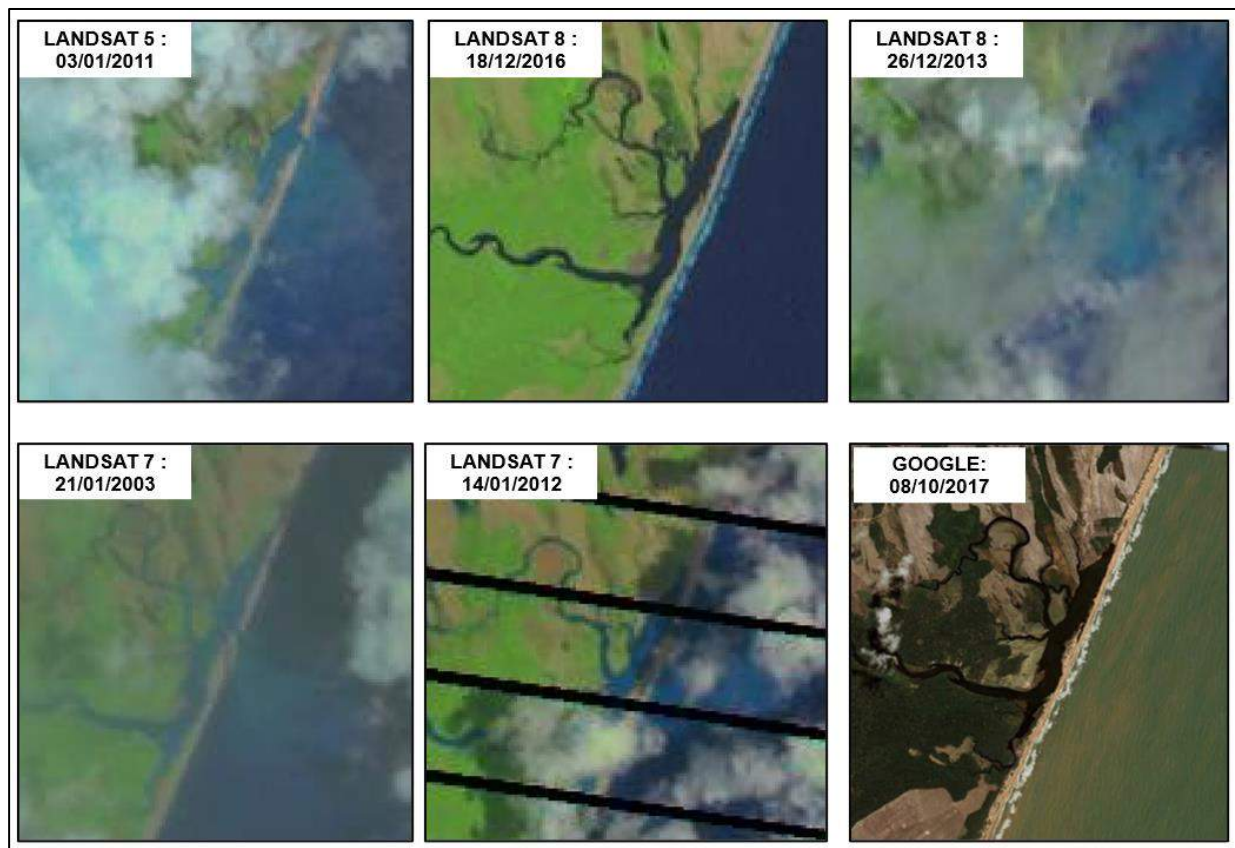 LANDSAT 5 :
03/01/2011
LANDSAT 8 :
18/12/2016
LANDSAT 8 :
26/12/2013
LANDSAT 7 :
21/01/2003
LANDSAT 7 :
14/01/2012
GOOGLE:
08/10/2017